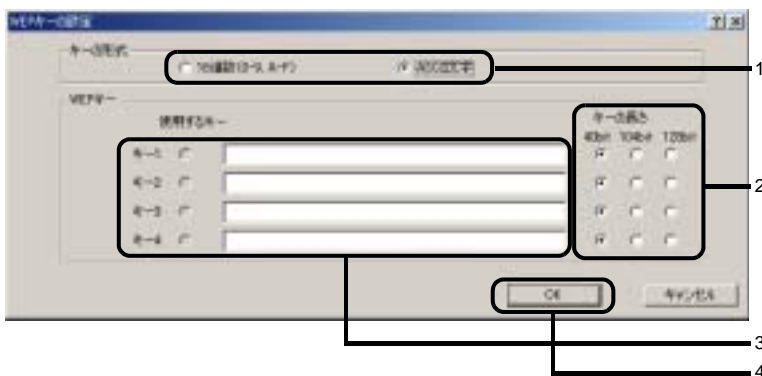 WEPキーの設定
キーの形式
16進数(0-9, A-F) ASCII文字
1
WEPキー
使用するキー
キーの長さ
40bit 104bit 128bit
キー1
キー2
2
キー3
キー4
OK キャンセル
3
4